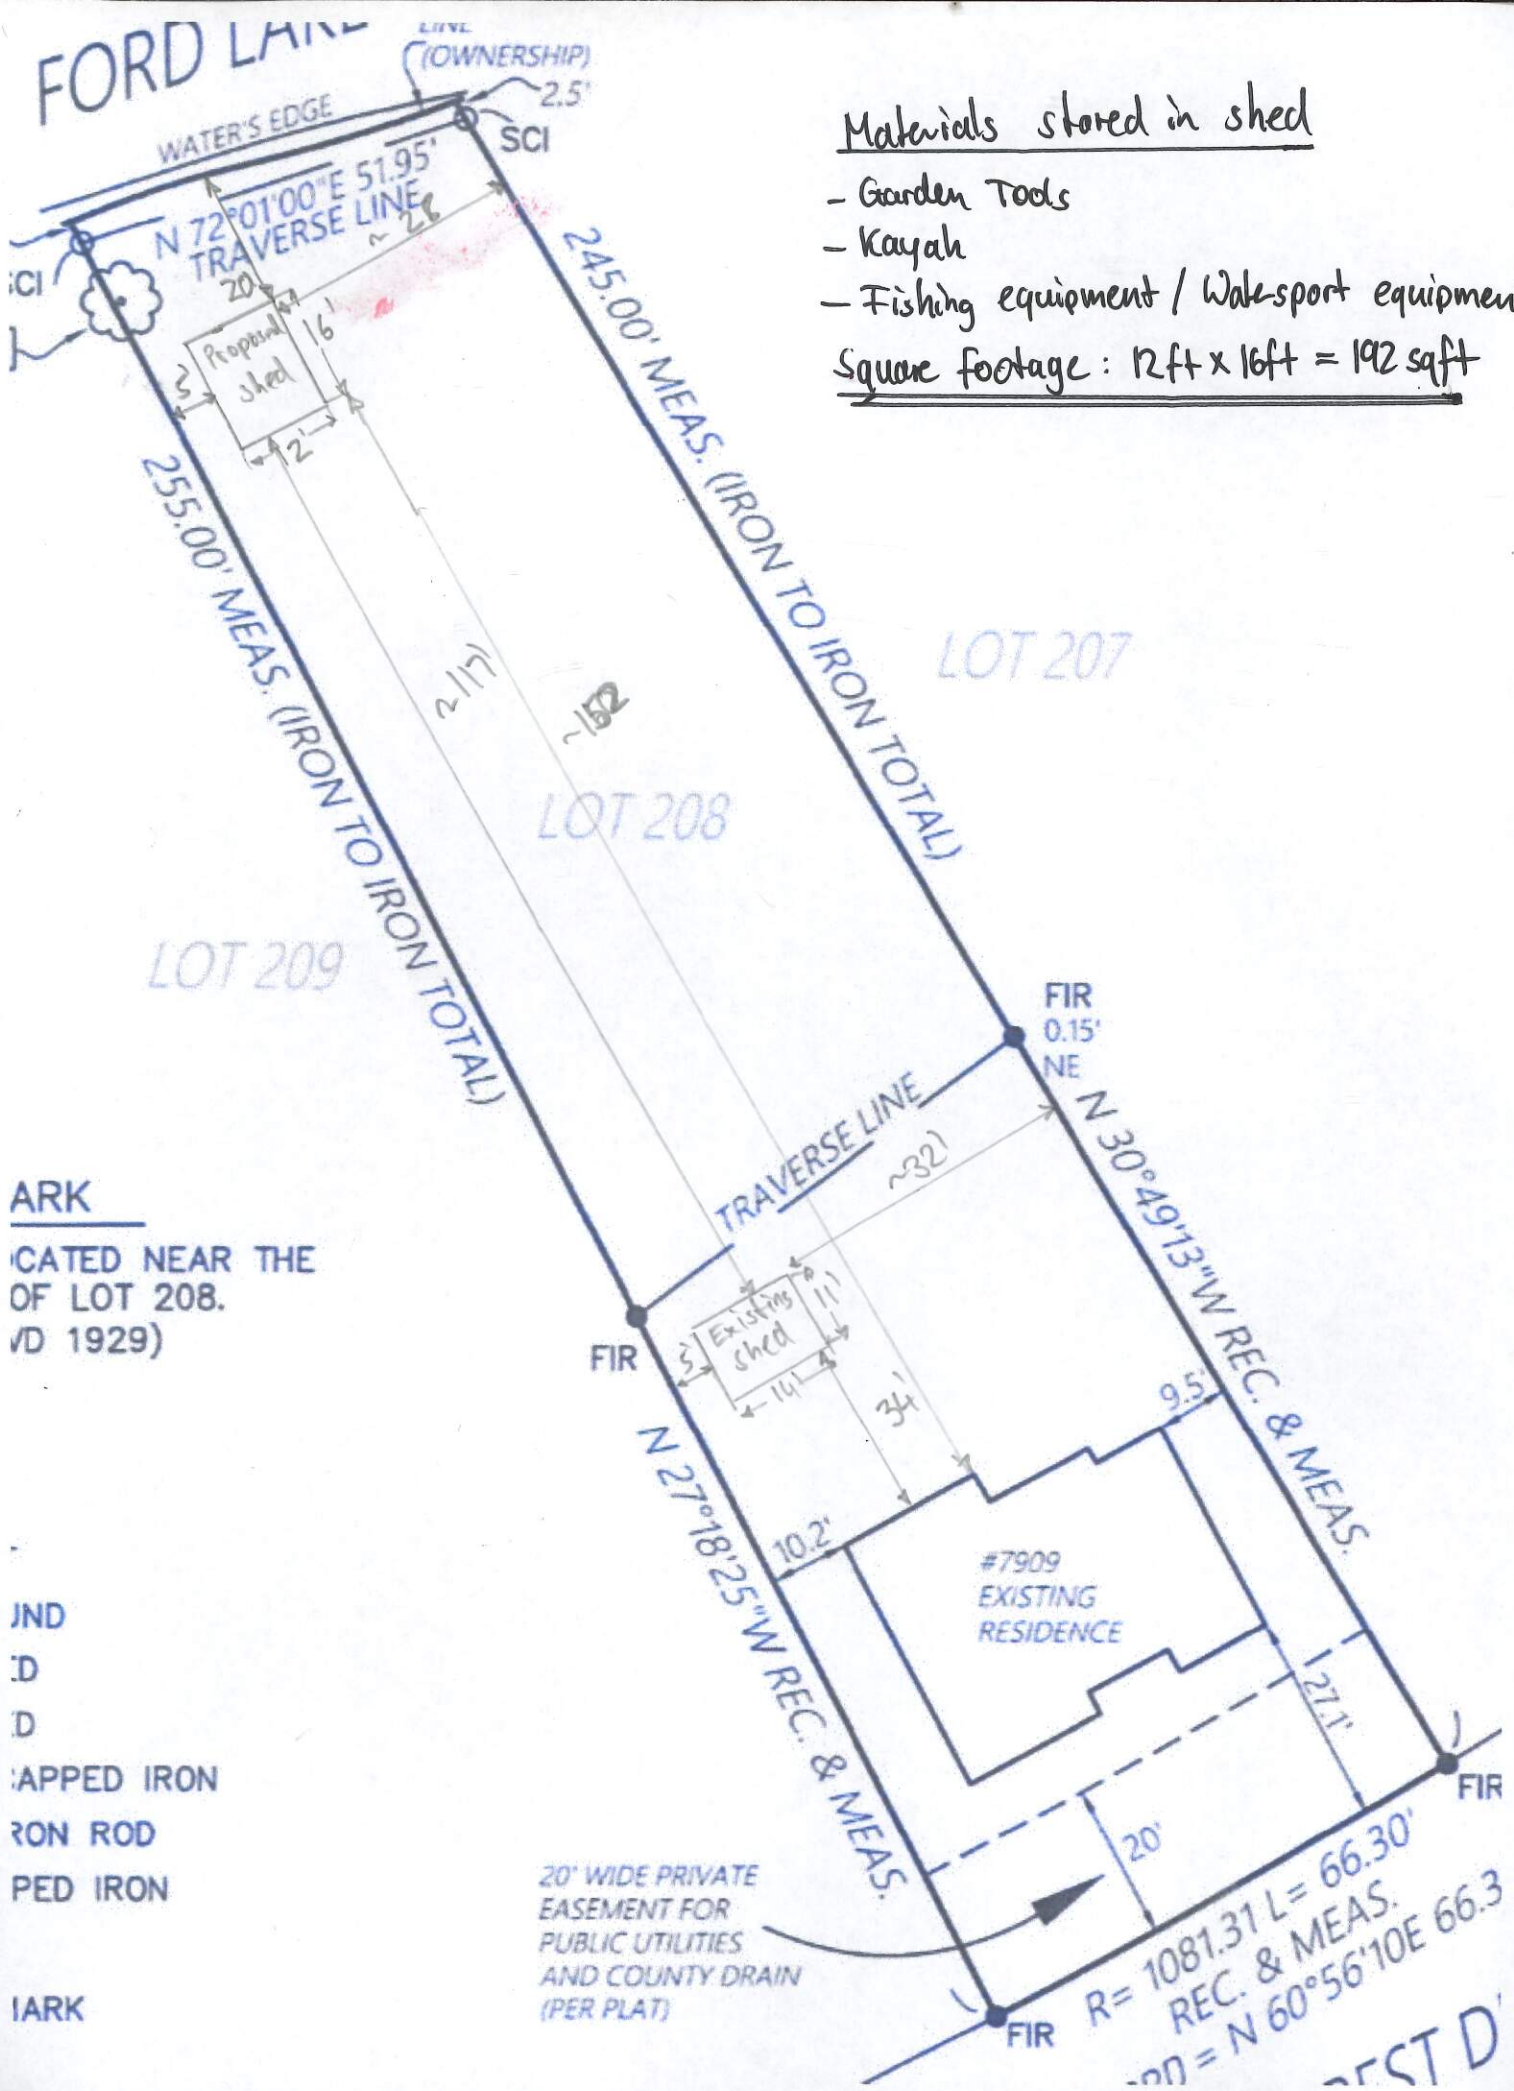 FORD LAKE
LINE
(OWNERSHIP)
2.5'
WATER'S EDGE
SCI
N 72°01'00"E 51.95'
TRAVERSE LINE
~ 28
SCI
20
Proposed
shed
16'
3'
12'
Materials stored in shed
- Garden Tools
- Kayak
- Fishing equipment / Watersport equipmen
Square footage : 12ft x 16ft = 192 sqft
245.00' MEAS. (IRON TO IRON TOTAL)
255.00' MEAS. (IRON TO IRON TOTAL)
LOT 207
~152
LOT 208
LOT 209
FIR
0.15'
NE
TRAVERSE LINE
~32'
N 30°49'13"W REC. & MEAS.
ARK
OCATED NEAR THE
OF LOT 208.
VD 1929)
FIR
Existing
shed
11'
3'
14'
34'
9.5'
N 27°18'25"W REC. & MEAS.
10.2'
#7909
EXISTING
RESIDENCE
27.1'
UND
ED
ED
CAPPED IRON
RON ROD
PED IRON
MARK
20' WIDE PRIVATE
EASEMENT FOR
PUBLIC UTILITIES
AND COUNTY DRAIN
(PER PLAT)
20'
FIR
FIR
R= 1081.31 L= 66.30'
REC. & MEAS.
= N 60°56'10E 66.3
EST D